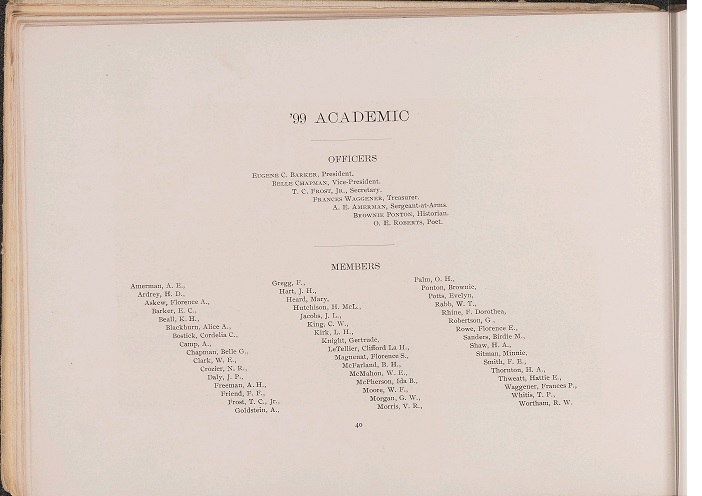 '99 ACADEMIC
OFFICERS
EUGENE C. BARKER, President.
BELLE CHAPMAN, Vice-President.
T. C. FROST, JR., Secretary.
FRANCES WAGGENER, Treasurer.
A. E. AMERMAN, Sergeant-at-Arms.
BROWNIE PONTON, Historian.
O. E. ROBERTS, Poet.
MEMBERS
Amerman, A. E.,
Ardrey, H. D.,
Askew, Florence A.,
Barker, E. C.,
Beall, K. H.,
Blackburn, Alice A.,
Bostick, Cordelia C.,
Camp, A.,
Chapman, Belle G.,
Clark, W. E.,
Crozier, N. R.,
Daly, J. P.,
Freeman, A. H.,
Friend, F. F.,
Frost, T. C., Jr.,
Goldstein, A.,
Gregg, F.,
Hart, J. H.,
Heard, Mary,
Hutchison, H. McL.,
Jacobs, J. L.,
King, C. W.,
Kirk, L. H.,
Knight, Gertrude,
LeTellier, Clifford La H.,
Magnenat, Florence S.,
McFarland, B. H.,
McMahon, W. E.,
McPherson, Ida B.,
Moore, W. F.,
Morgan, G. W.,
Morris, V. R.,
Palm, O. H.,
Ponton, Brownie,
Potts, Evelyn,
Rabb, W. T.,
Rhine, F. Dorothea,
Robertson, G.,
Rowe, Florence E.,
Sanders, Birdie M.,
Shaw, H. A.,
Sitman, Minnie,
Smith, F. E.,
Thornton, H. A.,
Thweatt, Hattie E.,
Waggener, Frances P.,
Whitis, T. P.,
Wortham, R. W.
40